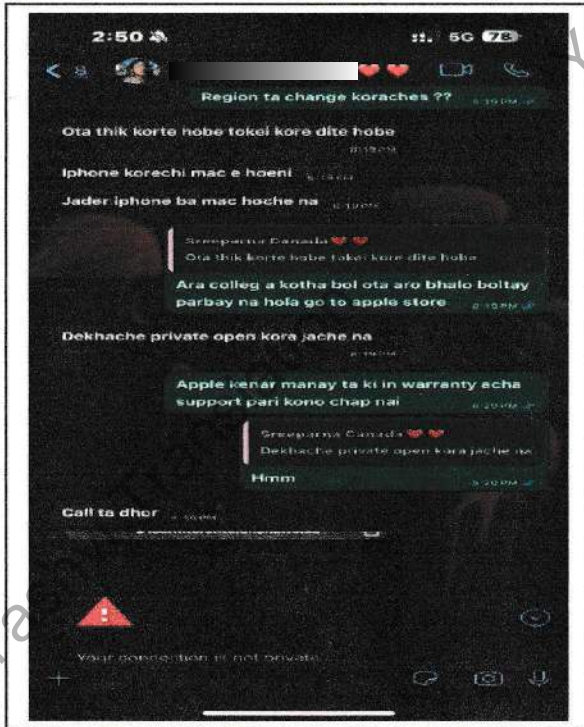 2:50
5G 78
8
Region ta change koraches ??
Ota thik korte hobe tokei kore dite hobe
Iphone korechi mac e hoeni
Jader iphone ba mac hoche na
Sreeparna Canada ❤️ ❤️
Ota thik korte hobe tokei kore dite hobe
Ara colleg a kotha bol ota aro bhalo boltay
parbay na hola go to apple store
Dekhache private open kora jache na
Apple kenar manay ta ki in warranty acha
support pari kono chap nai
Sreeparna Canada ❤️ ❤️
Dekhache private open kora jache na
Hmm
Call ta dhor
Your connection is not private